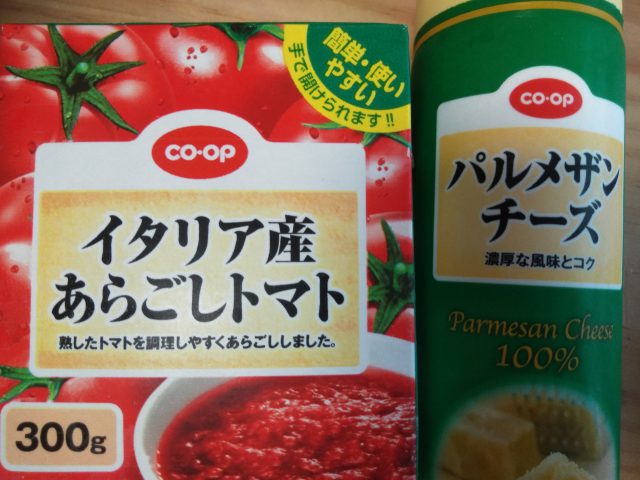 簡単・使い
やすい
手で開けられます!!
CO・OP
イタリア産
あらごしトマト
熟したトマトを調理しやすくあらごししました。
300g
CO・OP
パルメザン
チーズ
濃厚な風味とコク
Parmesan Cheese
100%